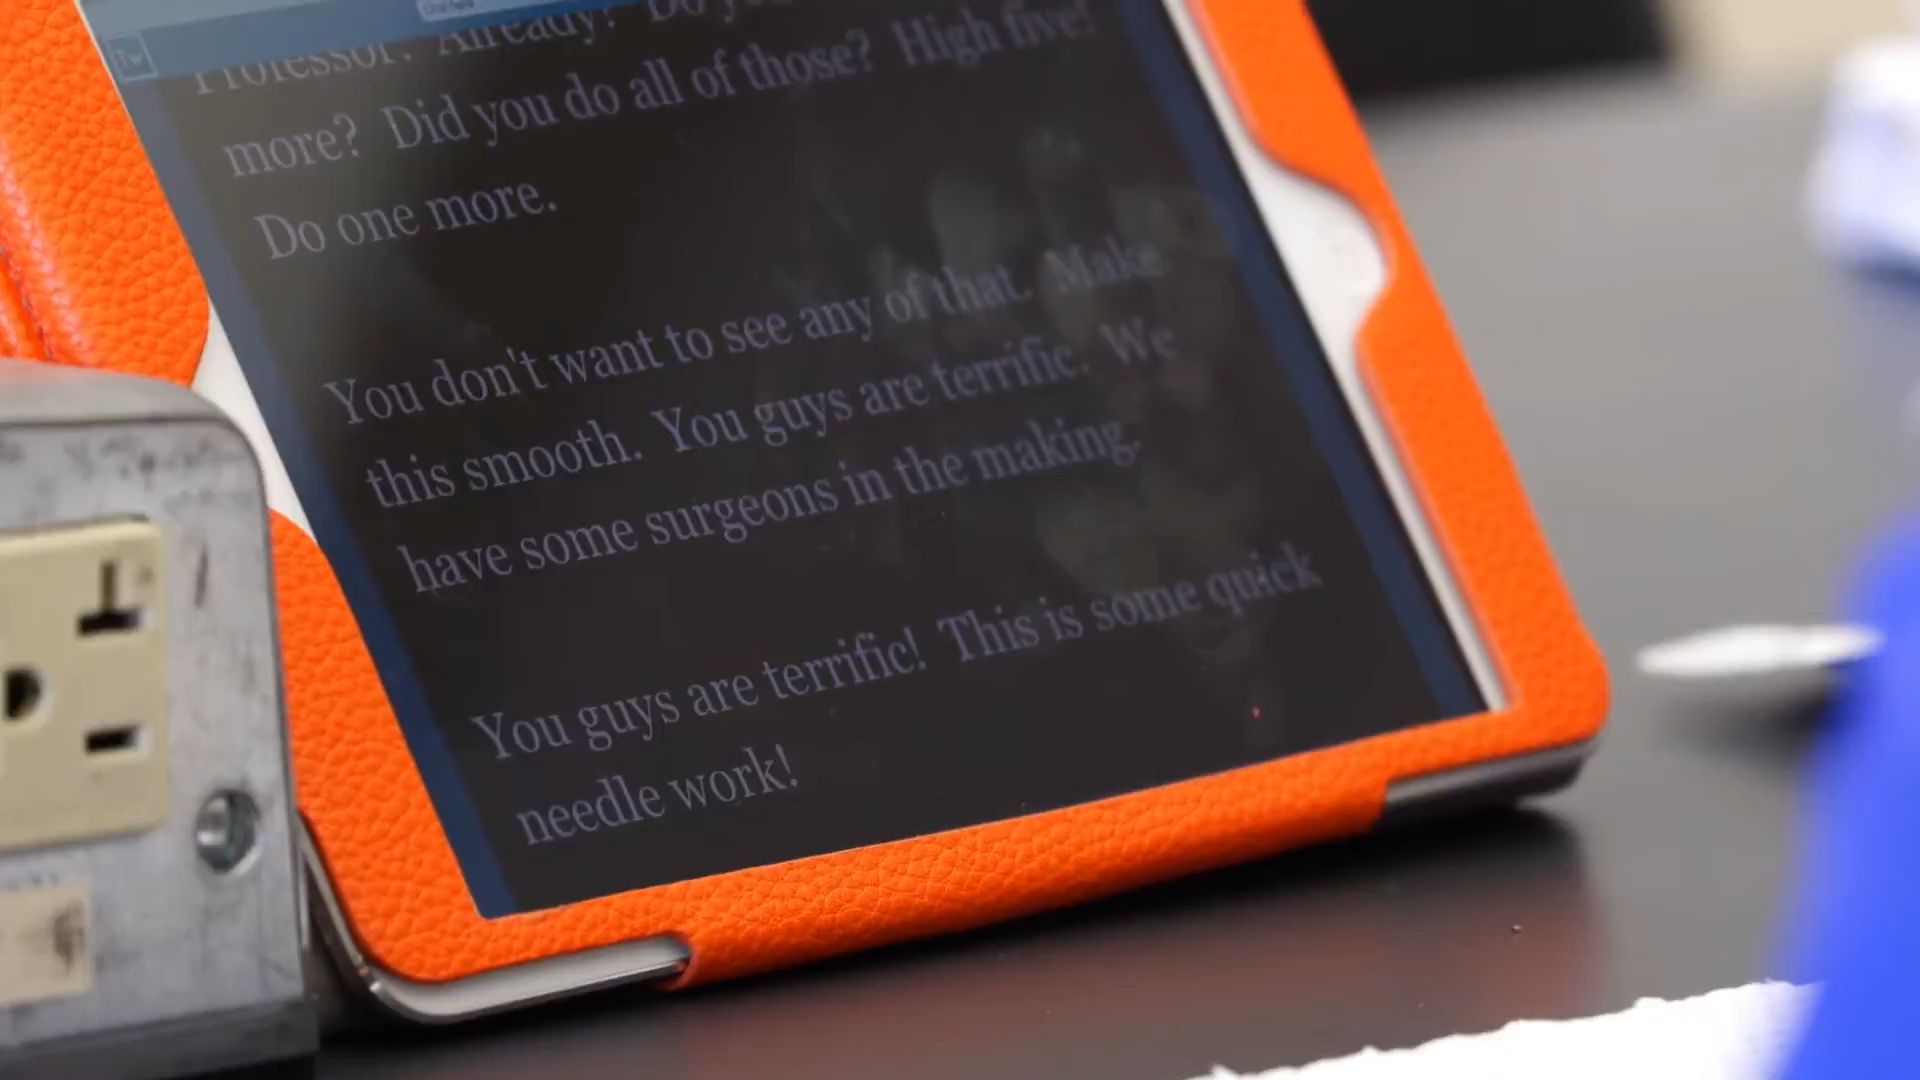 Professor? Already? Do you
more? Did you do all of those? High five!
Do one more.
You don't want to see any of that. Make
this smooth. You guys are terrific. We
have some surgeons in the making.
You guys are terrific! This is some quick
needle work!